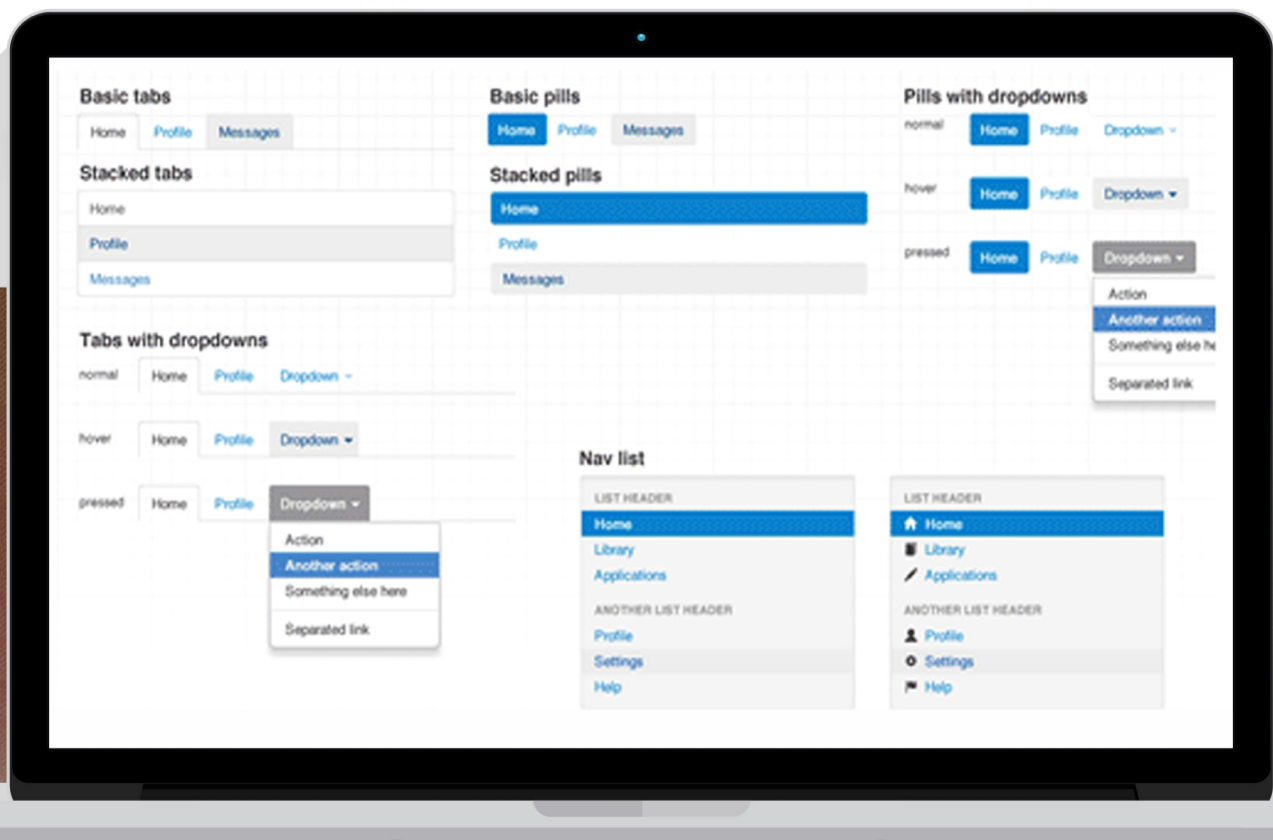 Basic tabs
Home Profile Messages
Stacked tabs
Home
Profile
Messages
Basic pills
Home Profile Messages
Stacked pills
Home
Profile
Messages
Pills with dropdowns
normal Home Profile Dropdown
hover Home Profile Dropdown
pressed Home Profile Dropdown
Action
Another action
Something else he
Separated link
Tabs with dropdowns
normal Home Profile Dropdown
hover Home Profile Dropdown
pressed Home Profile Dropdown
Action
Another action
Something else here
Separated link
Nav list
LIST HEADER
Home
Library
Applications
ANOTHER LIST HEADER
Profile
Settings
Help
LIST HEADER
Home
Library
Applications
ANOTHER LIST HEADER
Profile
Settings
Help